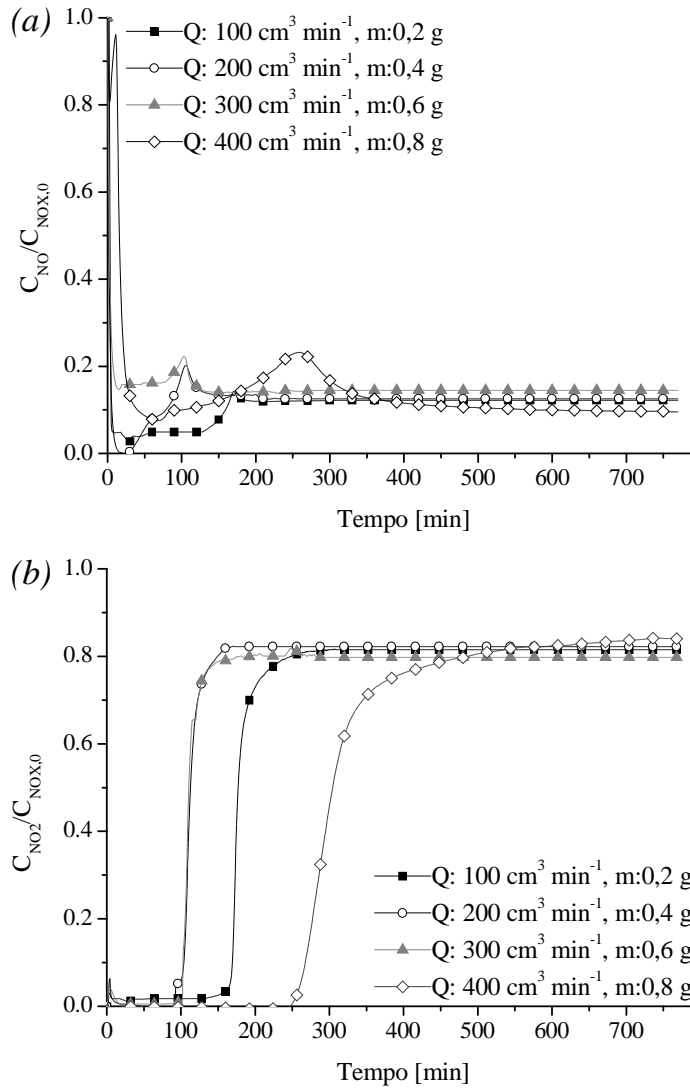 (a)
1.0
0.8
0.6
0.4
0.2
0.0
C_NO/C_NOX,0
Q: 100 cm³ min⁻¹, m:0,2 g
Q: 200 cm³ min⁻¹, m:0,4 g
Q: 300 cm³ min⁻¹, m:0,6 g
Q: 400 cm³ min⁻¹, m:0,8 g
0 100 200 300 400 500 600 700
Tempo [min]
(b)
1.0
0.8
0.6
0.4
0.2
0.0
C_NO2/C_NOX,0
Q: 100 cm³ min⁻¹, m:0,2 g
Q: 200 cm³ min⁻¹, m:0,4 g
Q: 300 cm³ min⁻¹, m:0,6 g
Q: 400 cm³ min⁻¹, m:0,8 g
0 100 200 300 400 500 600 700
Tempo [min]